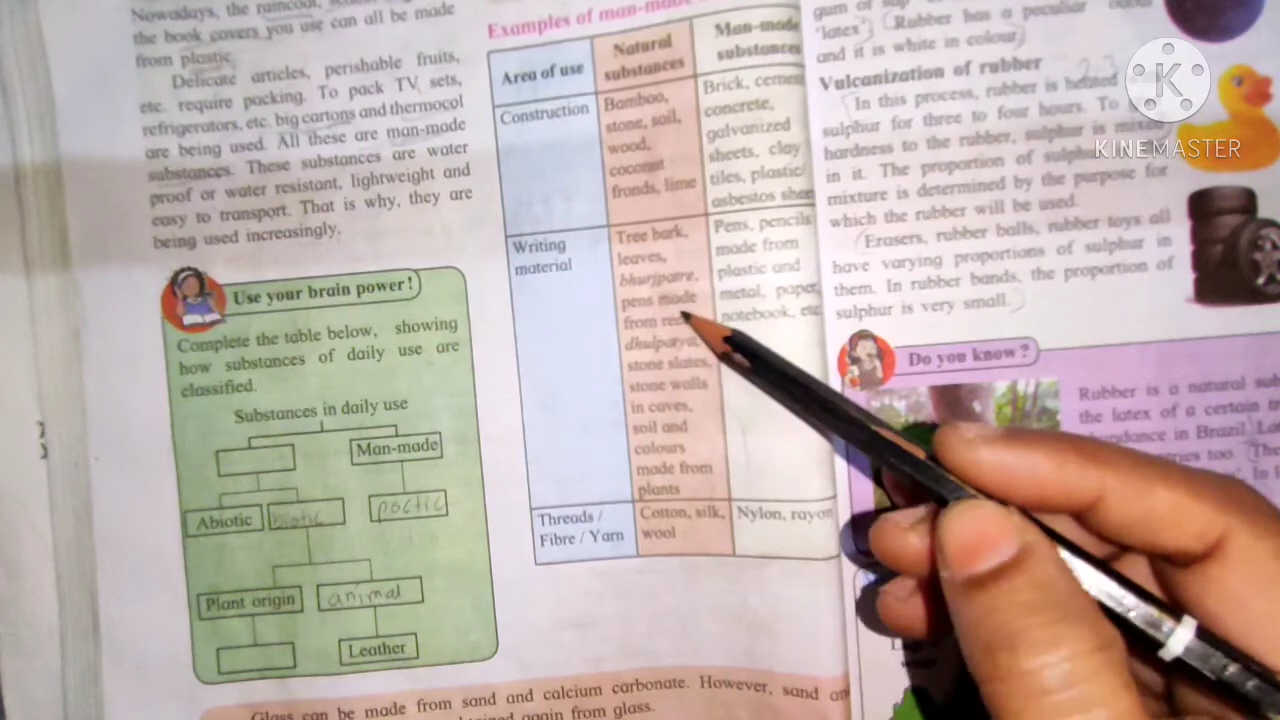 Nowadays, the raincoat,
the book covers you use can all be made
from plastic.
Delicate articles, perishable fruits,
etc. require packing. To pack TV sets,
refrigerators, etc. big cartons and thermocol
are being used. All these are man-made
substances. These substances are water
proof or water resistant, lightweight and
easy to transport. That is why, they are
being used increasingly.
Use your brain power!
Complete the table below, showing
how substances of daily use are
classified.
Substances in daily use
Man-made
Abiotic biotic poctic
Plant origin animal
Leather
Examples of man-made
Area of use
Natural
substances
Man-made
substances
Construction
Bamboo,
stone, soil,
wood,
coconut
fronds, lime
Brick,
concrete,
galvanized
sheets, clay
tiles, plastic
asbestos
Writing
material
Tree bark,
leaves,
bhurjpatre,
pens made
from
stone slates,
stone walls
in caves,
soil and
colours
made from
plants
Pens, pencils
made from
plastic and
metal, paper,
notebook, etc
Threads /
Fibre / Yarn
Cotton, silk,
wool
Nylon, rayon
gum or sap
'latex'. Rubber has a peculiar
and it is white in colour.
Vulcanization of rubber
In this process, rubber is heated
sulphur for three to four hours. To
hardness to the rubber, sulphur is
in it. The proportion of
mixture is determined by the purpose for
which the rubber will be used.
Erasers, rubber balls, rubber toys all
have varying proportions of sulphur in
them. In rubber bands, the proportion of
sulphur is very small.
Do you know?
Rubber is a natural
the latex of a certain
in Brazil.
too. The
In
Glass can be made from sand and calcium carbonate. However, sand
again from glass.
K
KINEMASTER